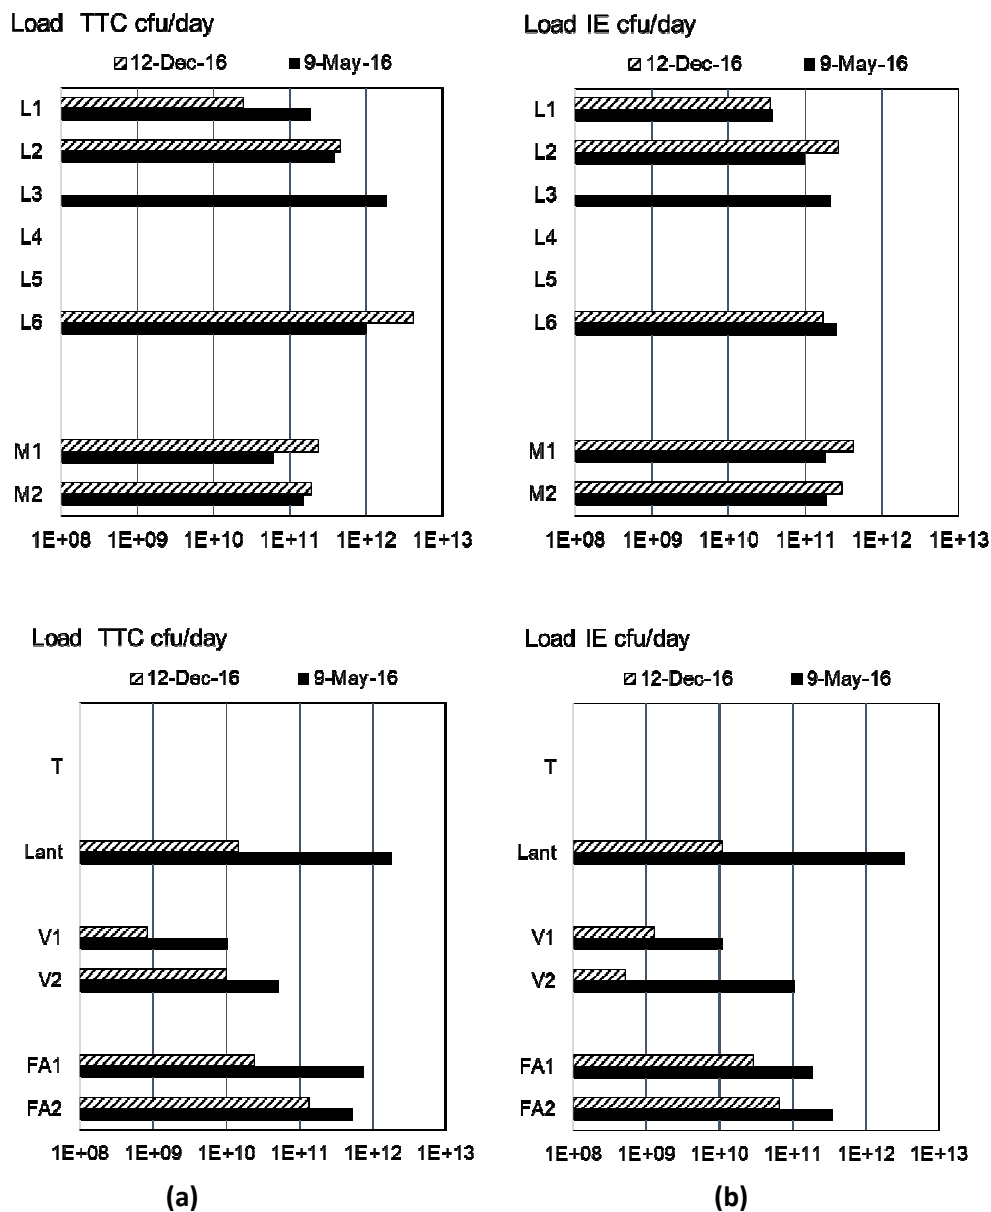 Load TTC cfu/day
12-Dec-16 9-May-16
L1
L2
L3
L4
L5
L6
M1
M2
1E+08 1E+09 1E+10 1E+11 1E+12 1E+13
Load IE cfu/day
12-Dec-16 9-May-16
L1
L2
L3
L4
L5
L6
M1
M2
1E+08 1E+09 1E+10 1E+11 1E+12 1E+13
Load TTC cfu/day
12-Dec-16 9-May-16
T
Lant
V1
V2
FA1
FA2
1E+08 1E+09 1E+10 1E+11 1E+12 1E+13
(a)
Load IE cfu/day
12-Dec-16 9-May-16
T
Lant
V1
V2
FA1
FA2
1E+08 1E+09 1E+10 1E+11 1E+12 1E+13
(b)